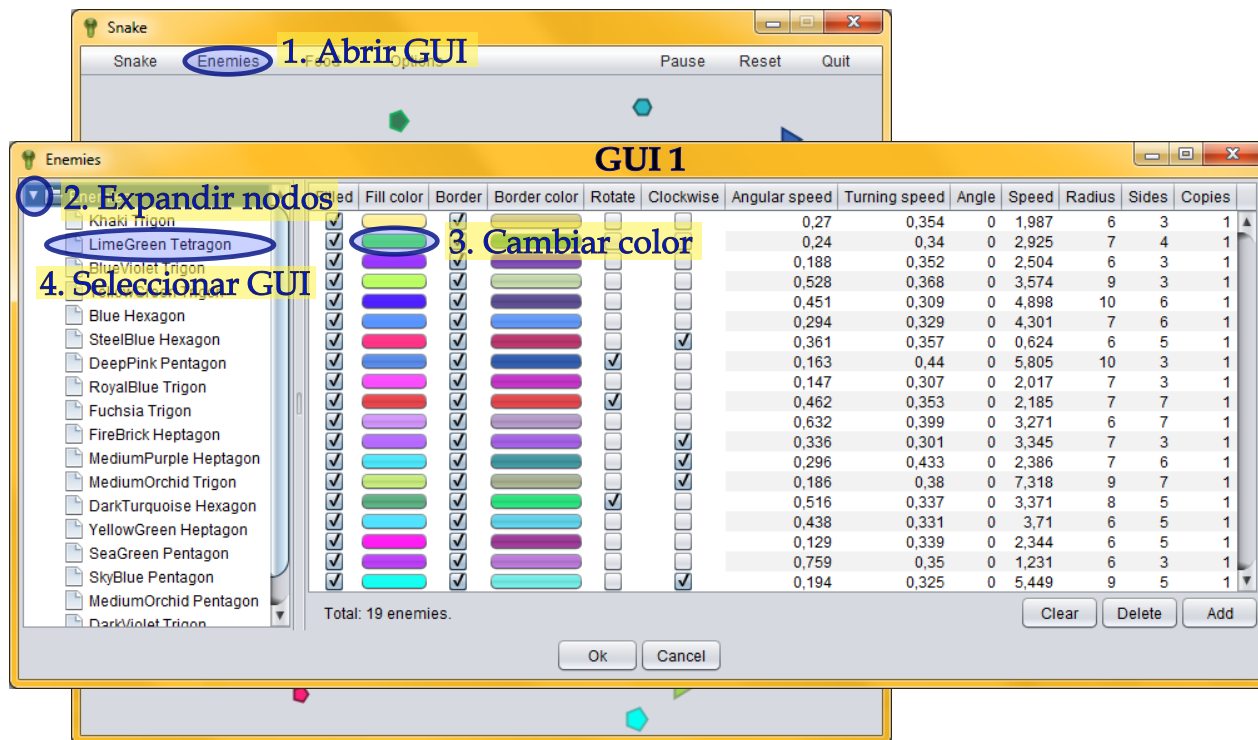 Snake
1. Abrir GUI
Snake Enemies Food Options Pause Reset Quit
Enemies
GUI 1
2. Expandir nodos
Enemies
Khaki Trigon
LimeGreen Tetragon
BlueViolet Trigon
4. Seleccionar GUI
YellowGreen Trigon
Blue Hexagon
SteelBlue Hexagon
DeepPink Pentagon
RoyalBlue Trigon
Fuchsia Trigon
FireBrick Heptagon
MediumPurple Heptagon
MediumOrchid Trigon
DarkTurquoise Hexagon
YellowGreen Heptagon
SeaGreen Pentagon
SkyBlue Pentagon
MediumOrchid Pentagon
DarkViolet Trigon
Filled Fill color Border Border color Rotate Clockwise Angular speed Turning speed Angle Speed Radius Sides Copies
3. Cambiar color
0,27 0,354 0 1,987 6 3 1
0,24 0,34 0 2,925 7 4 1
0,188 0,352 0 2,504 6 3 1
0,528 0,368 0 3,574 9 3 1
0,451 0,309 0 4,898 10 6 1
0,294 0,329 0 4,301 7 6 1
0,361 0,357 0 0,624 6 5 1
0,163 0,44 0 5,805 10 3 1
0,147 0,307 0 2,017 7 3 1
0,462 0,353 0 2,185 7 7 1
0,632 0,399 0 3,271 6 7 1
0,336 0,301 0 3,345 7 3 1
0,296 0,433 0 2,386 7 6 1
0,186 0,38 0 7,318 9 7 1
0,516 0,337 0 3,371 8 5 1
0,438 0,331 0 3,71 6 5 1
0,129 0,339 0 2,344 6 5 1
0,759 0,35 0 1,231 6 3 1
0,194 0,325 0 5,449 9 5 1
Total: 19 enemies.
Clear Delete Add
Ok Cancel